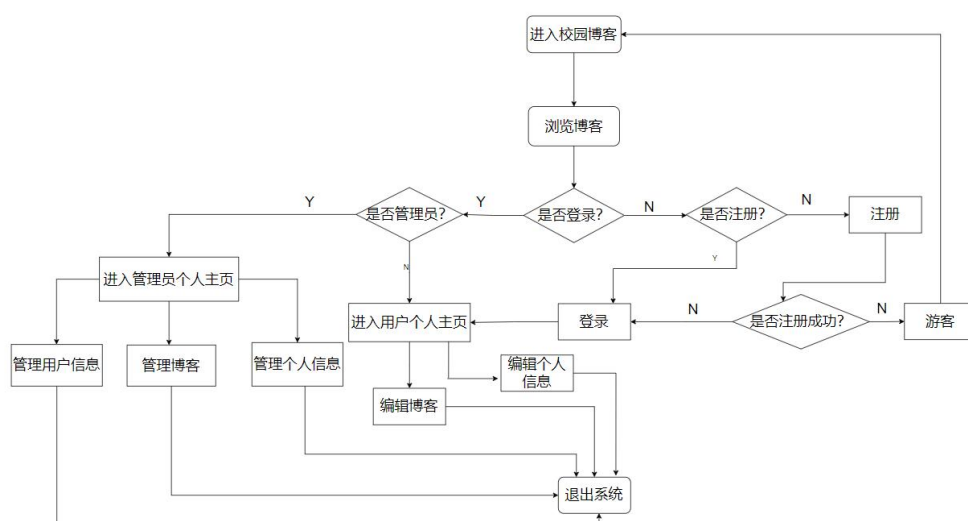 进入校园博客
浏览博客
Y
是否管理员?
Y
是否登录?
N
是否注册?
N
注册
N
Y
进入管理员个人主页
进入用户个人主页
登录
N
是否注册成功?
N
游客
管理用户信息
管理博客
管理个人信息
编辑个人
信息
编辑博客
退出系统